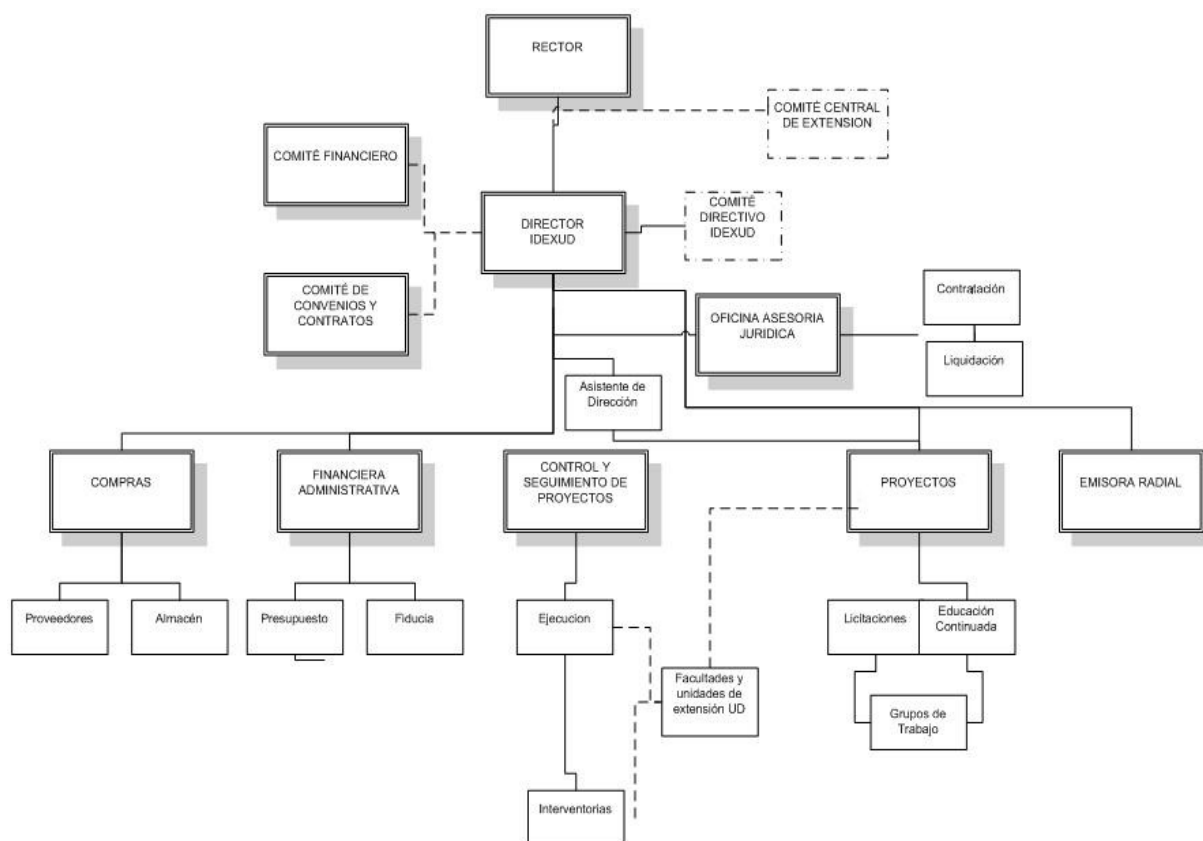 RECTOR
COMITÉ CENTRAL
DE EXTENSION
COMITÉ FINANCIERO
DIRECTOR
IDEXUD
COMITÉ
DIRECTIVO
IDEXUD
COMITÉ DE
CONVENIOS Y
CONTRATOS
OFICINA ASESORIA
JURIDICA
Contratación
Liquidación
Asistente de
Dirección
COMPRAS
FINANCIERA
ADMINISTRATIVA
CONTROL Y
SEGUIMIENTO DE
PROYECTOS
PROYECTOS
EMISORA RADIAL
Proveedores
Almacén
Presupuesto
Fiducia
Ejecucion
Licitaciones
Educación
Continuada
Facultades y
unidades de
extensión UD
Grupos de
Trabajo
Interventorias